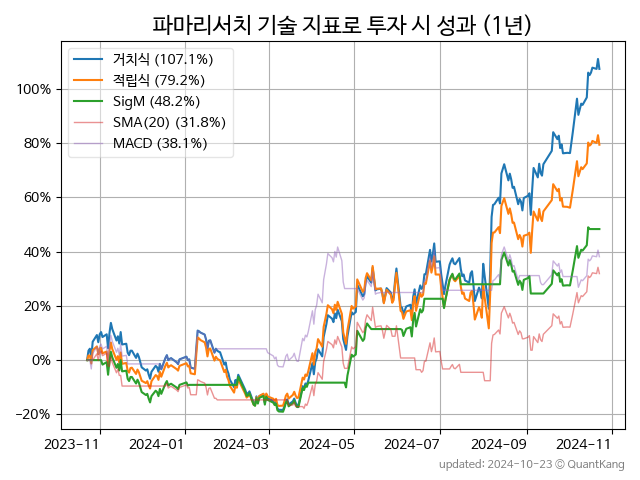 파마리서치 기술 지표로 투자 시 성과 (1년)
거치식 (107.1%)
적립식 (79.2%)
SigM (48.2%)
SMA(20) (31.8%)
MACD (38.1%)
100%
80%
60%
40%
20%
0%
−20%
2023−11 2024−01 2024−03 2024−05 2024−07 2024−09 2024−11
updated: 2024-10-23 ⓒ QuantKang